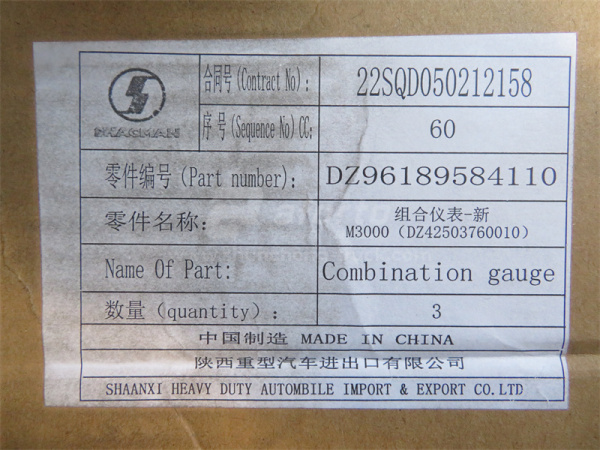 合同号(Contract No): 22SQD050212158
SHACMAN
序号(Sequence No)CC: 60
零件编号(Part number): DZ96189584110
零件名称: 组合仪表-新
M3000（DZ42503760010）
Name Of Part: Combination gauge
数量（quantity）: 3
中国制造 MADE IN CHINA
陕西重型汽车进出口有限公司
SHAANXI HEAVY DUTY AUTOMBILE IMPORT & EXPORT CO.LTD